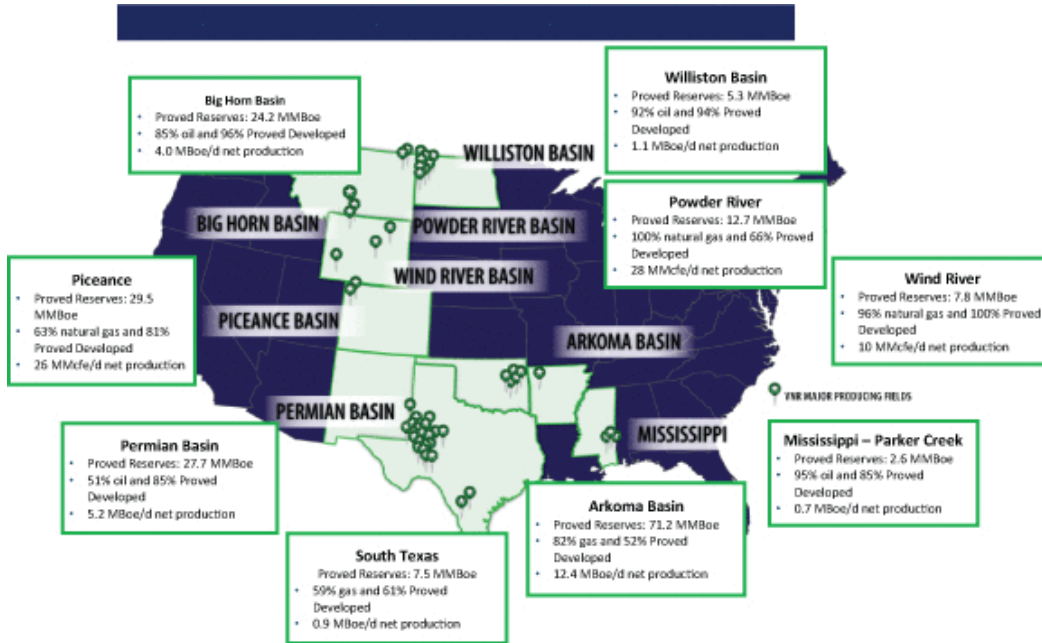 Big Horn Basin
• Proved Reserves: 24.2 MMBoe
• 85% oil and 96% Proved Developed
• 4.0 MBoe/d net production
Williston Basin
• Proved Reserves: 5.3 MMBoe
• 92% oil and 94% Proved
Developed
• 1.1 MBoe/d net production
WILLISTON BASIN
Powder River
• Proved Reserves: 12.7 MMBoe
• 100% natural gas and 66% Proved
Developed
• 28 MMcfe/d net production
BIG HORN BASIN
POWDER RIVER BASIN
Piceance
• Proved Reserves: 29.5
MMBoe
• 63% natural gas and 81%
Proved Developed
• 26 MMcfe/d net production
WIND RIVER BASIN
Wind River
• Proved Reserves: 7.8 MMBoe
• 96% natural gas and 100% Proved
Developed
• 10 MMcfe/d net production
PICEANCE BASIN
ARKOMA BASIN
VNR MAJOR PRODUCING FIELDS
PERMIAN BASIN
MISSISSIPPI
Permian Basin
• Proved Reserves: 27.7 MMBoe
• 51% oil and 85% Proved
Developed
• 5.2 MBoe/d net production
Mississippi – Parker Creek
• Proved Reserves: 2.6 MMBoe
• 95% oil and 85% Proved
Developed
• 0.7 MBoe/d net production
Arkoma Basin
• Proved Reserves: 71.2 MMBoe
• 82% gas and 52% Proved
Developed
• 12.4 MBoe/d net production
South Texas
Proved Reserves: 7.5 MMBoe
• 59% gas and 61% Proved
Developed
• 0.9 MBoe/d net production